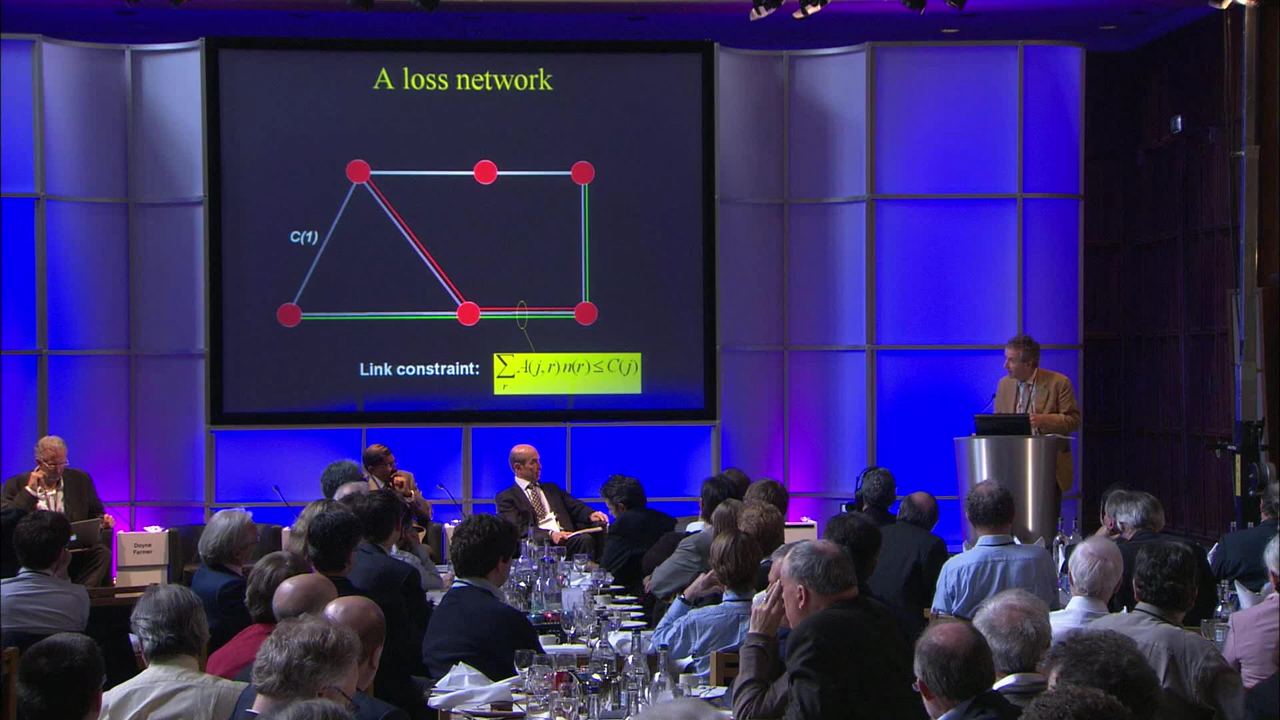 A loss network
C(1)
Link constraint: ∑r A(j,r)n(r) ≤ C(j)
Doyne
Farmer